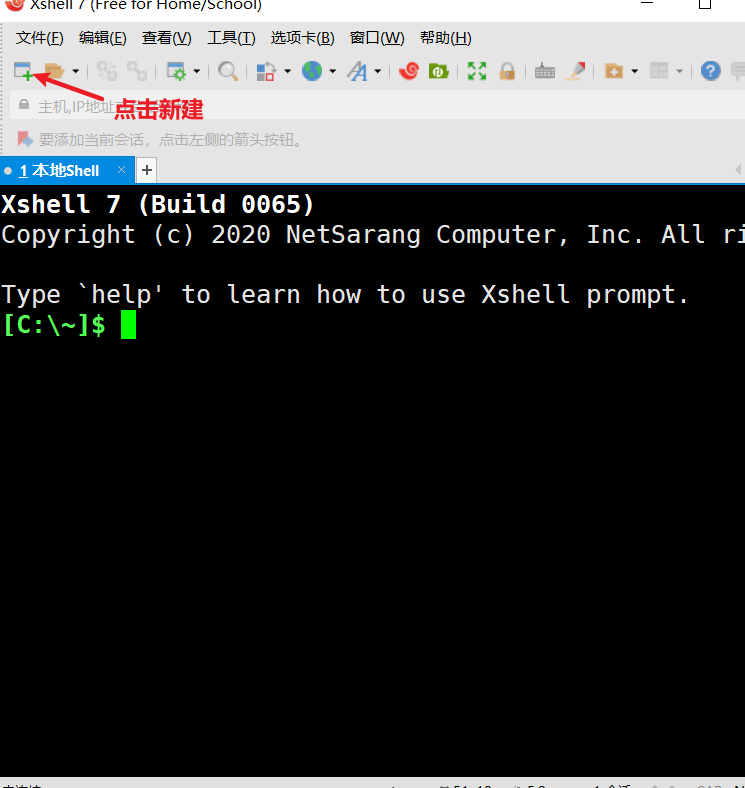 Xshell 7 (Free for Home/School)
文件(F) 编辑(E) 查看(V) 工具(T) 选项卡(B) 窗口(W) 帮助(H)
主机,IP地址
点击新建
要添加当前会话，点击左侧的箭头按钮。
1 本地Shell × +
Xshell 7 (Build 0065)
Copyright (c) 2020 NetSarang Computer, Inc. All ri
Type `help' to learn how to use Xshell prompt.
[C:\~]$